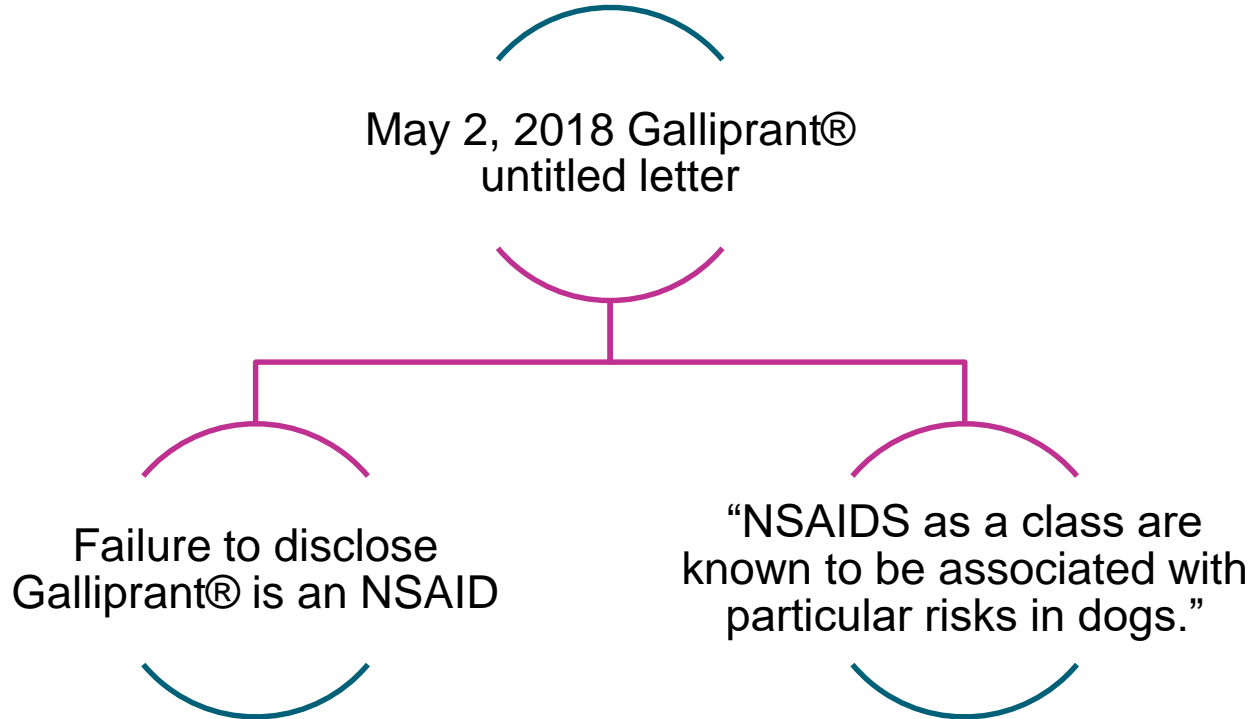 May 2, 2018 Galliprant®
untitled letter
Failure to disclose
Galliprant® is an NSAID
“NSAIDS as a class are
known to be associated with
particular risks in dogs.”